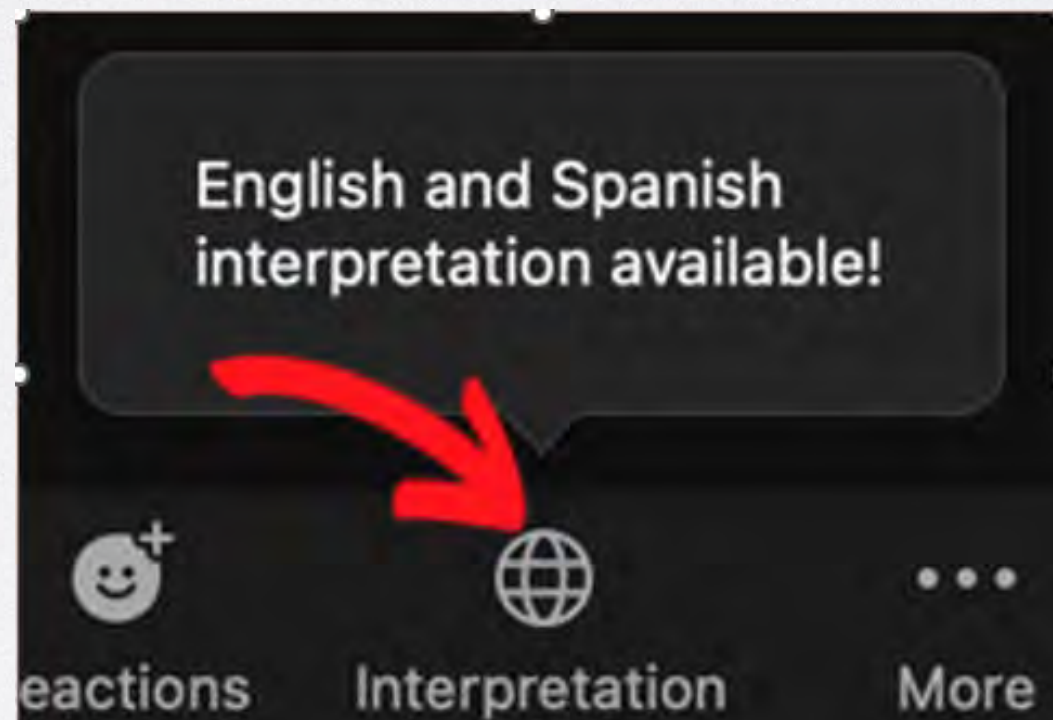 English and Spanish
interpretation available!
eactions
Interpretation
More